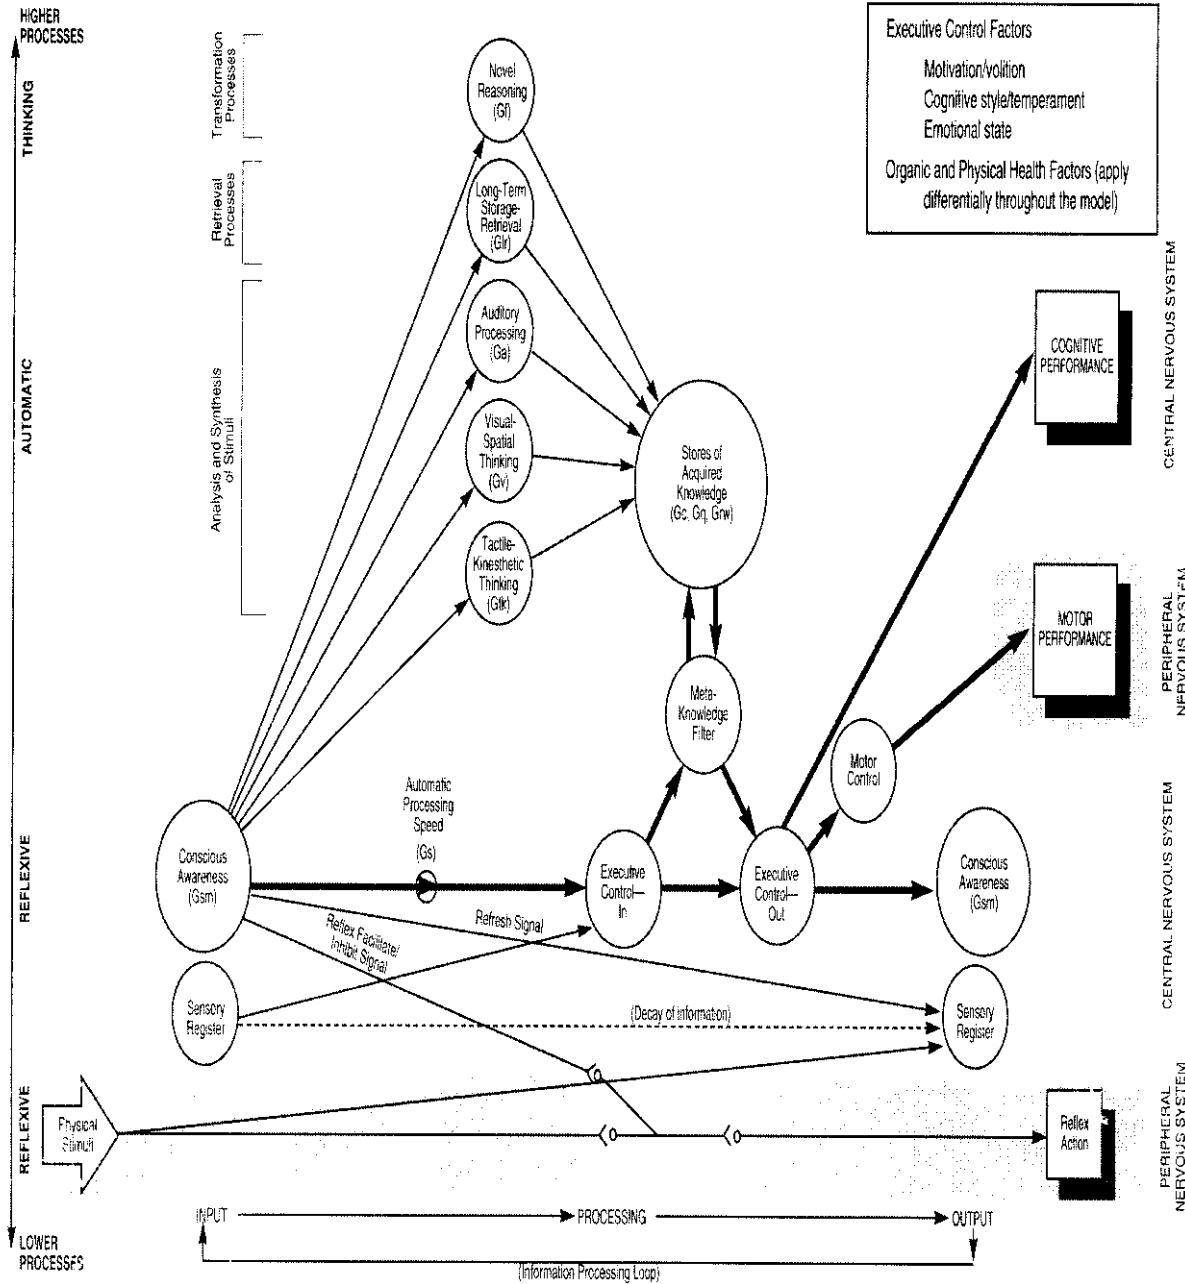 HIGHER
PROCESSES
THINKING
AUTOMATIC
REFLEXIVE
REFLEXIVE
LOWER
PROCESSES
Transformation
Processes
Retrieval
Processes
Analysis and Synthesis
of Stimuli
Novel
Reasoning
(Gf)
Long-Term
Storage-
Retrieval
(Glr)
Auditory
Processing
(Ga)
Visual-
Spatial
Thinking
(Gv)
Tactile-
Kinesthetic
Thinking
(Gtk)
Executive Control Factors
Motivation/volition
Cognitive style/temperament
Emotional state
Organic and Physical Health Factors (apply
differentially throughout the model)
Stores of
Acquired
Knowledge
(Gc, Gq, Grw)
Meta-
Knowledge
Filter
Motor
Control
COGNITIVE
PERFORMANCE
MOTOR
PERFORMANCE
CENTRAL NERVOUS SYSTEM
PERIPHERAL
NERVOUS SYSTEM
CENTRAL NERVOUS SYSTEM
PERIPHERAL
NERVOUS SYSTEM
Conscious
Awareness
(Gsm)
Automatic
Processing
Speed
(Gs)
Executive
Control—
In
Executive
Control—
Out
Conscious
Awareness
(Gsm)
Refresh Signal
Reflex Facilitate/
Inhibit Signal
Sensory
Register
(Decay of Information)
Sensory
Register
Physical
Stimuli
Reflex
Action
INPUT
PROCESSING
OUTPUT
(Information Processing Loop)